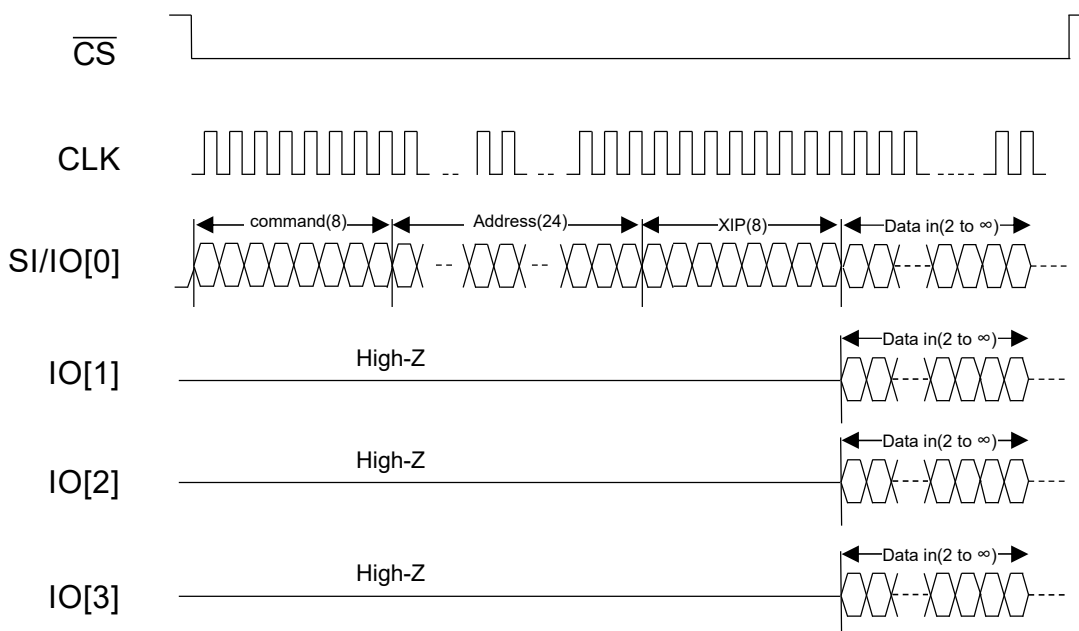 C̅S̅
CLK
SI/IO[0]
command(8)
Address(24)
XIP(8)
Data in(2 to ∞)
IO[1]
High-Z
Data in(2 to ∞)
IO[2]
High-Z
Data in(2 to ∞)
IO[3]
High-Z
Data in(2 to ∞)